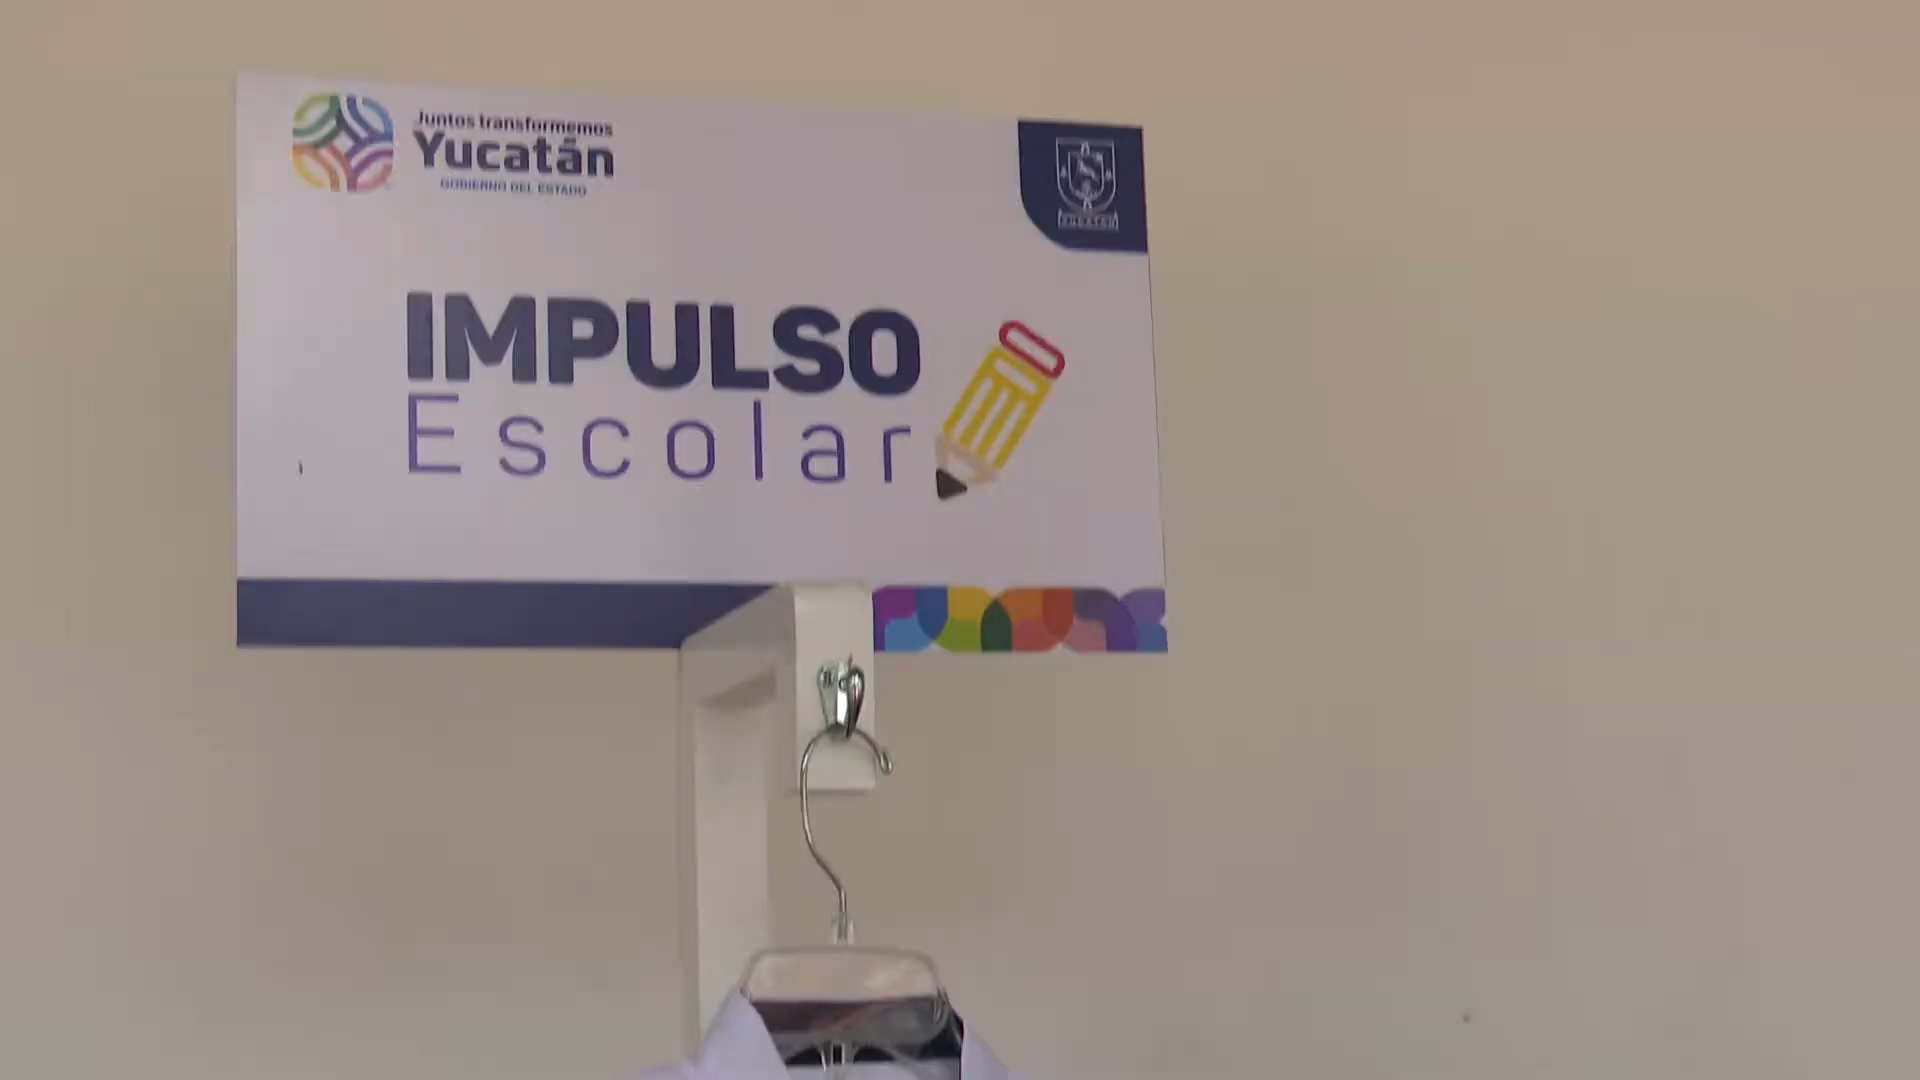 Juntos transformemos
Yucatán
GOBIERNO DEL ESTADO
IMPULSO
Escolar